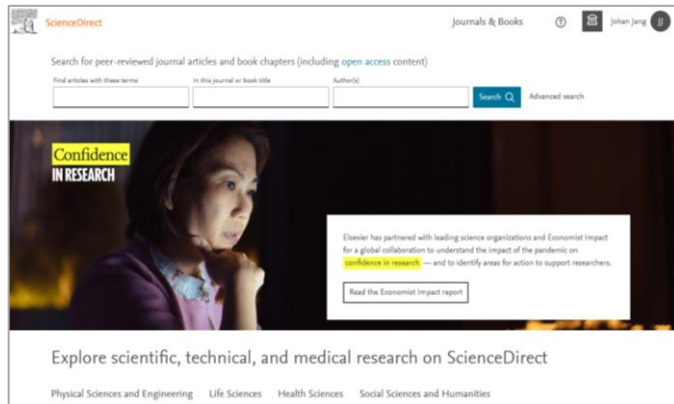 ScienceDirect
Journals & Books
?
Johan Jang
JJ
Search for peer-reviewed journal articles and book chapters (including open access content)
Find articles with these terms
In this journal or book title
Author(s)
Search
Advanced search
Confidence
IN RESEARCH
Elsevier has partnered with leading science organizations and Economist Impact
for a global collaboration to understand the impact of the pandemic on
confidence in research — and to identify areas for action to support researchers.
Read the Economist Impact report
Explore scientific, technical, and medical research on ScienceDirect
Physical Sciences and Engineering
Life Sciences
Health Sciences
Social Sciences and Humanities